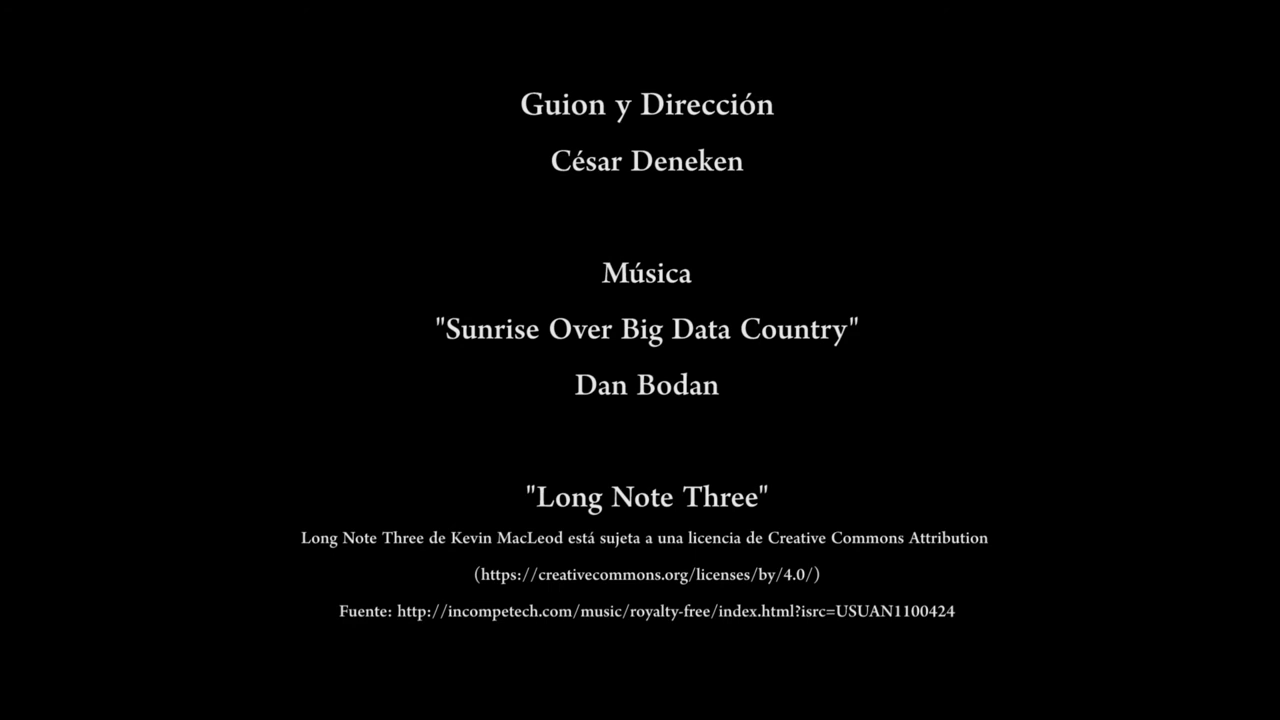 Guion y Dirección
César Deneken
Música
"Sunrise Over Big Data Country"
Dan Bodan
"Long Note Three"
Long Note Three de Kevin MacLeod está sujeta a una licencia de Creative Commons Attribution
(https://creativecommons.org/licenses/by/4.0/)
Fuente: http://incompetech.com/music/royalty-free/index.html?isrc=USUAN1100424